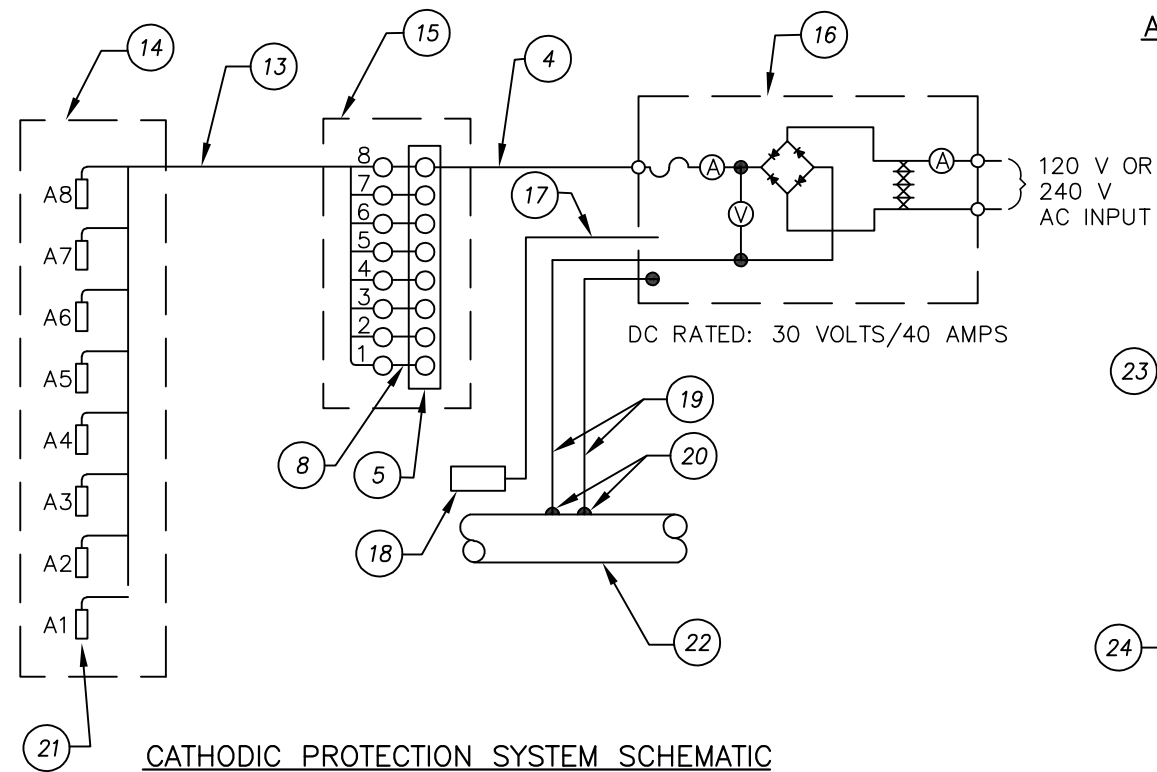 A
14
13
15
4
16
A8
A7
A6
A5
A4
A3
A2
A1
8
7
6
5
4
3
2
1
17
A
V
A
120 V OR
240 V
AC INPUT
DC RATED: 30 VOLTS/40 AMPS
23
19
8
5
20
18
22
24
21
CATHODIC PROTECTION SYSTEM SCHEMATIC